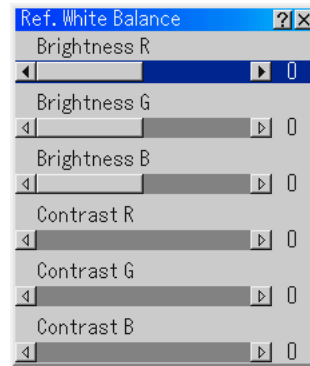 Ref. White Balance ? ×
Brightness R
0
Brightness G
0
Brightness B
0
Contrast R
0
Contrast G
0
Contrast B
0